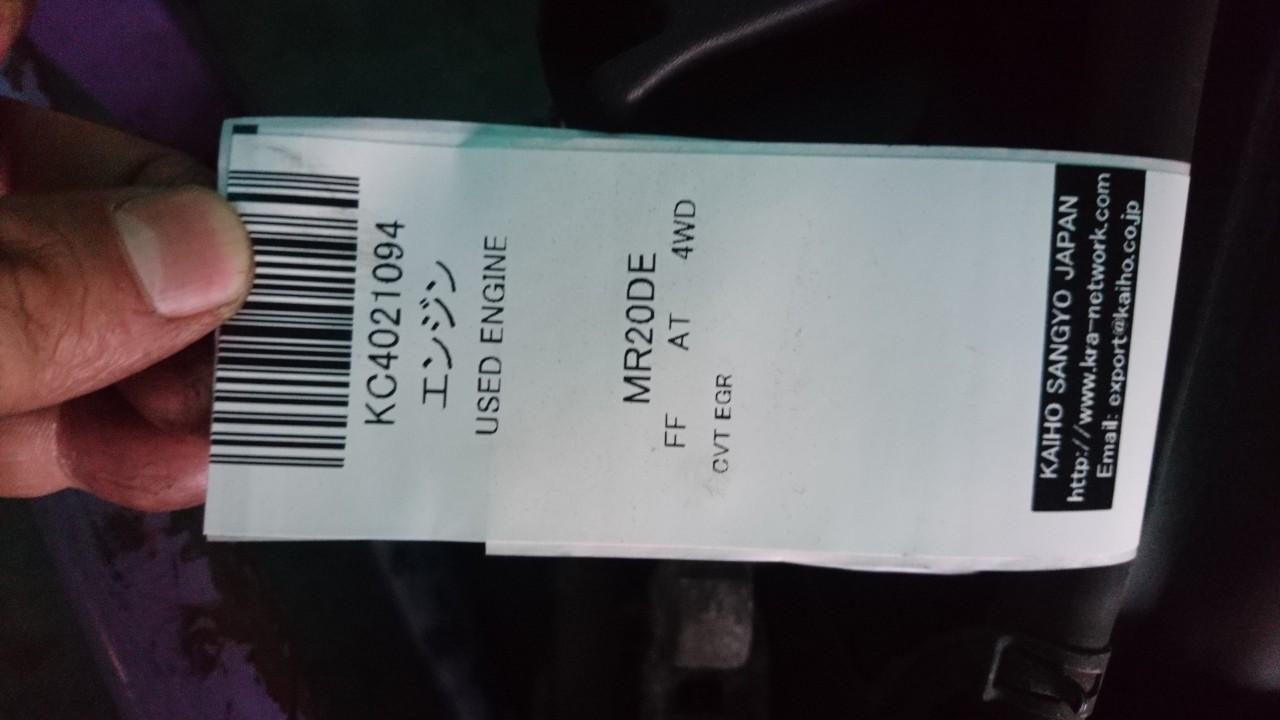 KC4021094
エンジン
USED ENGINE
MR20DE
FF AT 4WD
CVT EGR
KAIHO SANGYO JAPAN
http://www.kra-network.com
Email: export@kaiho.co.jp